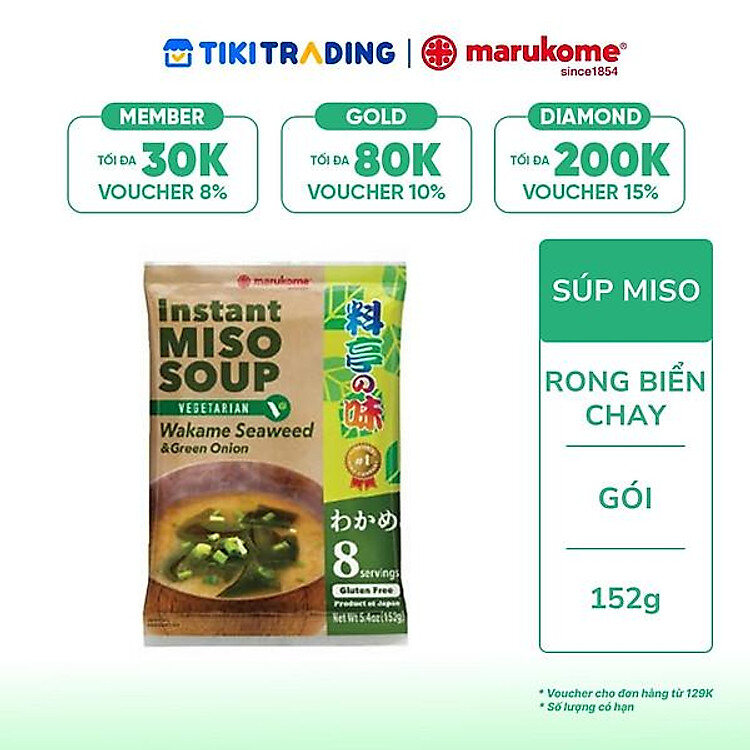 TIKI TRADING | marukome®
since1854
MEMBER
TỐI ĐA 30K
VOUCHER 8%
GOLD
TỐI ĐA 80K
VOUCHER 10%
DIAMOND
TỐI ĐA 200K
VOUCHER 15%
marukome®
instant
MISO
SOUP
VEGETARIAN
Wakame Seaweed
& Green Onion
料亭の味
#1
わかめ
8 servings
Gluten Free
Product of Japan
Net Wt 5.4oz (152g)
SÚP MISO
RONG BIỂN
CHAY
GÓI
152g
* Voucher cho đơn hàng từ 129K
* Số lượng có hạn